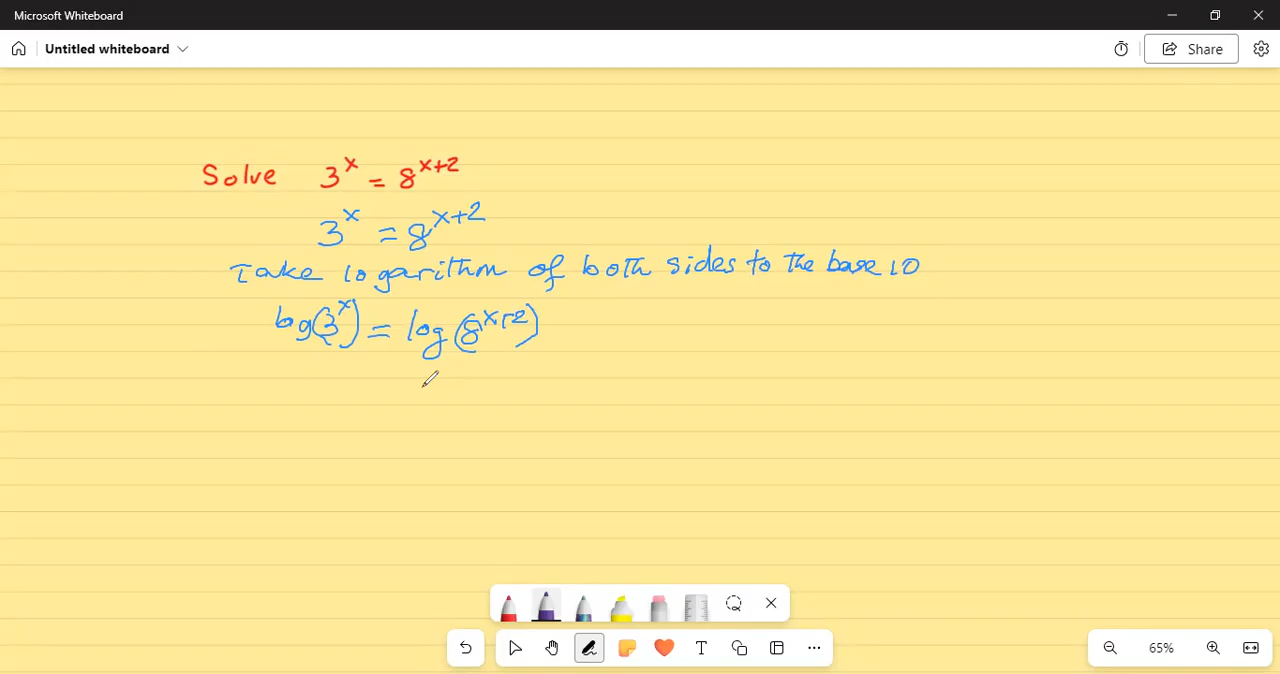 Microsoft Whiteboard
Untitled whiteboard
Share
Solve 3^x = 8^(x+2)
3^x = 8^(x+2)
Take logarithm of both sides to the base 10
log(3^x) = log(8^(x+2))
65%